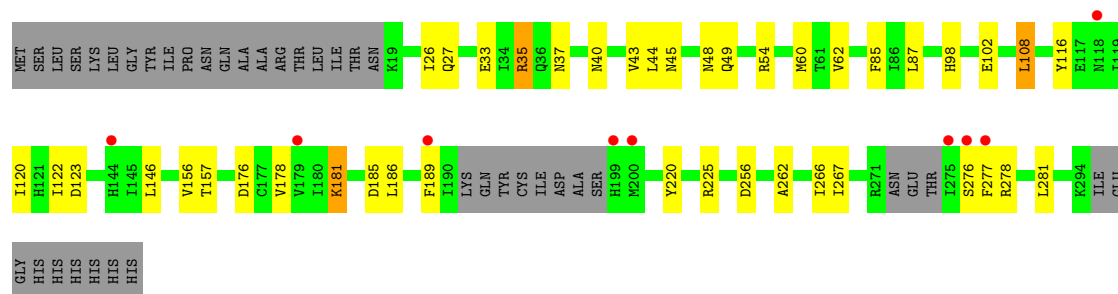 MET SER LEU LEU SER LYS LEU GLY TYR ILE PRO ASN GLN ALA ALA ARG THR LEU ILE THR ASN K19 I26 Q27 E33 I34 R35 Q36 N37 N40 V43 L44 N45 N48 Q49 R54 M60 T61 V62 F85 I86 L87 H98 E102 L108 Y116 E117 N118 I119
I120 H121 I122 D123 H144 I145 L146 V156 T157 D176 C177 V178 V179 I180 K181 D185 L186 F189 I190 LYS GLN TYR CYS ILE ASP ALA SER H199 M200 Y220 R225 D256 A262 I266 I267 R271 ASN GLU THR I275 S276 F277 R278 L281 K294 ILE GLU
GLY HIS HIS HIS HIS HIS HIS